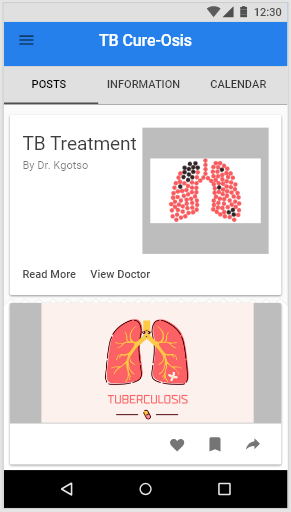 12:30
TB Cure-Osis
POSTS INFORMATION CALENDAR
TB Treatment
By Dr. Kgotso
Read More View Doctor
TUBERCULOSIS